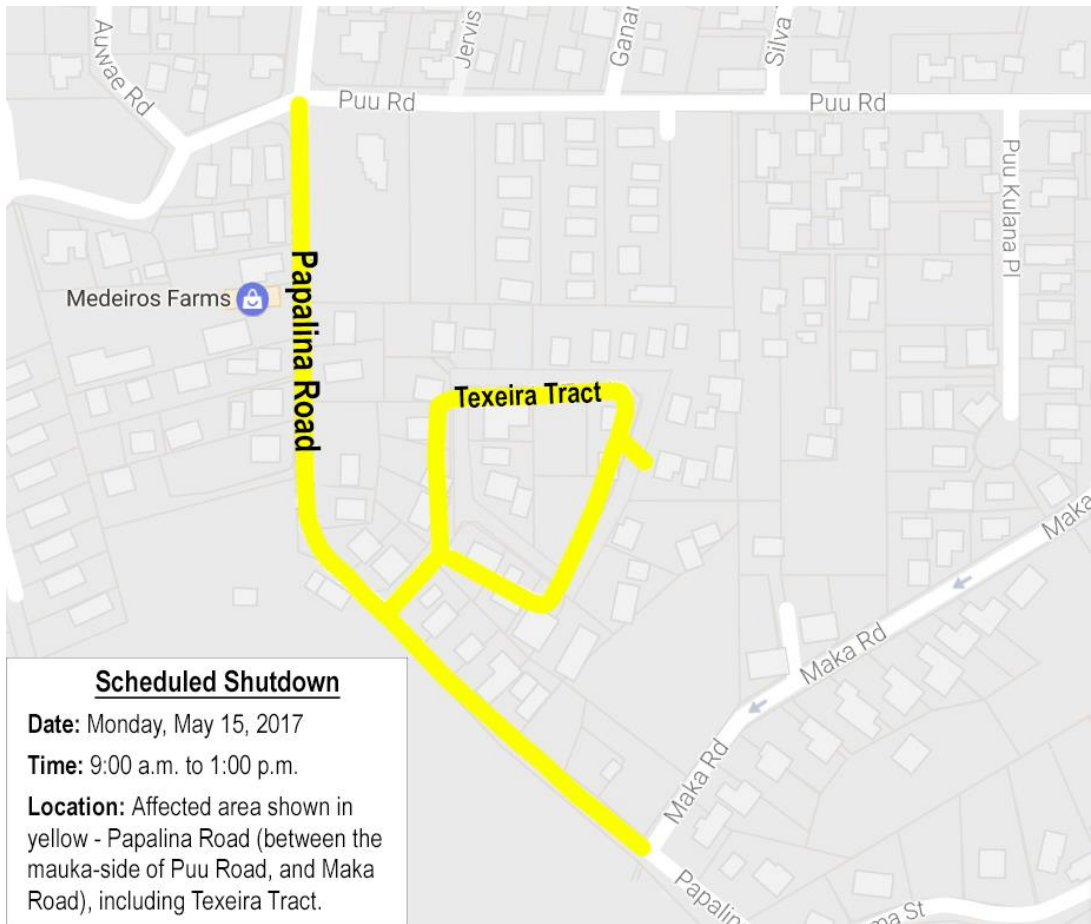 Auwae Rd
Jervis
Ganar
Silva
Puu Rd
Puu Rd
Puu Kulana Pl
Papalina Road
Medeiros Farms
Texeira Tract
Maka
Maka Rd
Maka Rd
Papalin
ma St
Scheduled Shutdown
Date: Monday, May 15, 2017
Time: 9:00 a.m. to 1:00 p.m.
Location: Affected area shown in
yellow - Papalina Road (between the
mauka-side of Puu Road, and Maka
Road), including Texeira Tract.